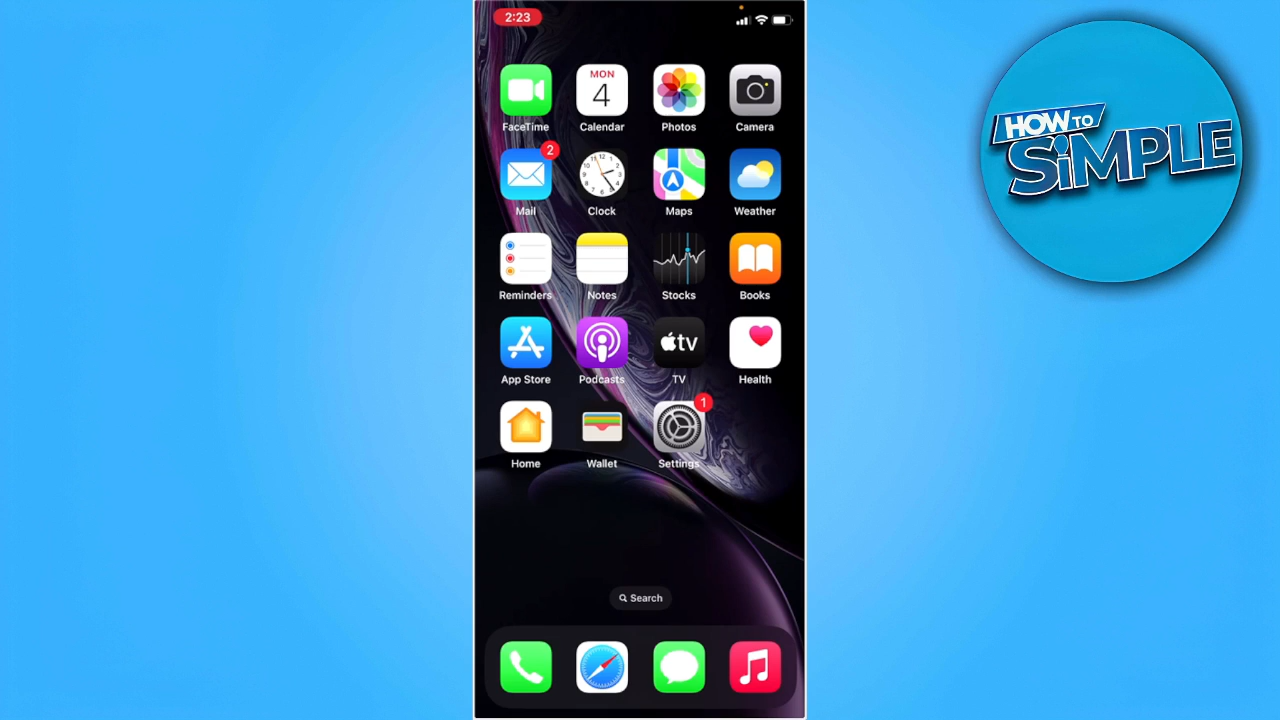 2:23
HOW TO
SiMPLE
MON
4
FaceTime
Calendar
Photos
Camera
2
12
Mail
Clock
Maps
Weather
Reminders
Notes
Stocks
Books
tv
App Store
Podcasts
TV
Health
1
Home
Wallet
Settings
Search